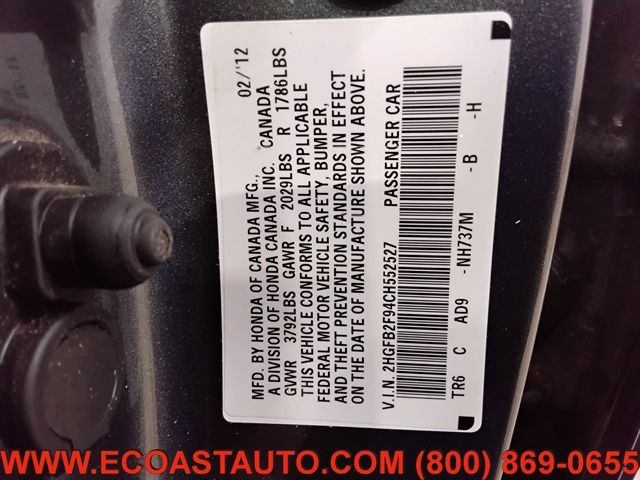 MFD. BY HONDA OF CANADA MFG., 02/'12
A DIVISION OF HONDA CANADA INC. CANADA
GVWR 3792LBS GAWR F 2029LBS R 1786LBS
THIS VEHICLE CONFORMS TO ALL APPLICABLE
FEDERAL MOTOR VEHICLE SAFETY, BUMPER,
AND THEFT PREVENTION STANDARDS IN EFFECT
ON THE DATE OF MANUFACTURE SHOWN ABOVE.
V.I.N. 2HGFB2F94CH552527 PASSENGER CAR
TR6 C AD9 -NH737M -B -H
WWW.ECOASTAUTO.COM (800) 869-0655